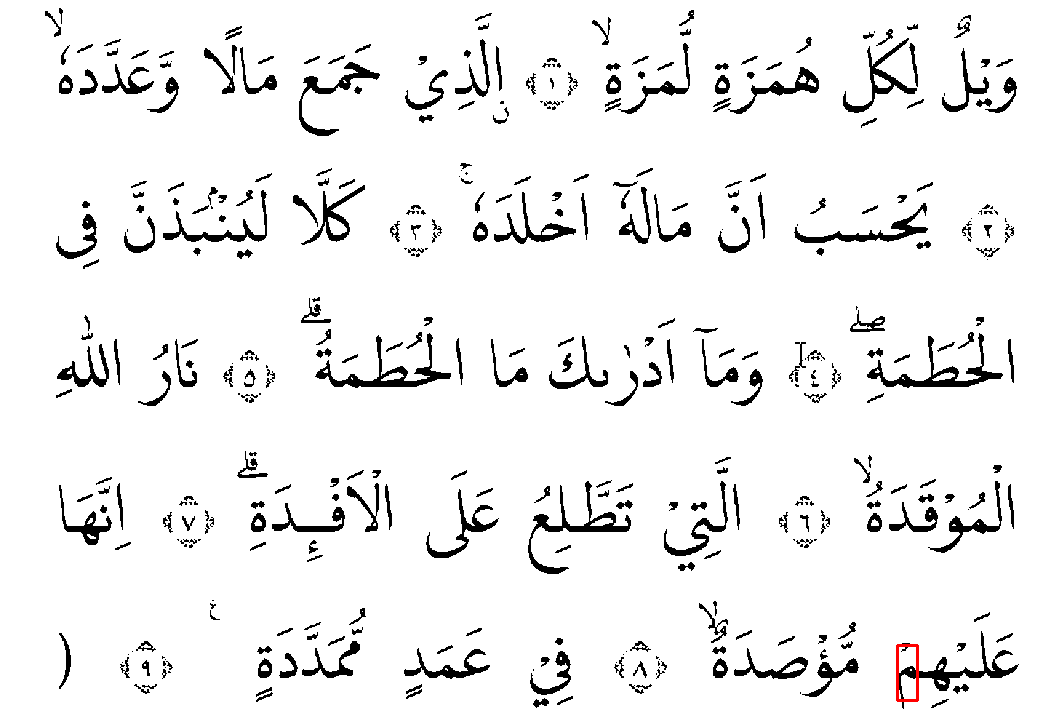 وَيْلٌ لِّكُلِّ هُمَزَةٍ لُّمَزَةٍۙ ۝١ ࣙالَّذِيْ جَمَعَ مَالًا وَّعَدَّدَهٗۙ
۝٢ يَحْسَبُ اَنَّ مَالَهٗٓ اَخْلَدَهٗۚ ۝٣ كَلَّا لَيُنْۢبَذَنَّ فِى
الْحُطَمَةِۖ ۝٤ وَمَآ اَدْرٰىكَ مَا الْحُطَمَةُۗ ۝٥ نَارُ اللّٰهِ
الْمُوْقَدَةُۙ ۝٦ الَّتِيْ تَطَّلِعُ عَلَى الْاَفْـِٕدَةِۗ ۝٧ اِنَّهَا
عَلَيْهِمْ مُّؤْصَدَةٌۙ ۝٨ فِيْ عَمَدٍ مُّمَدَّدَةٍ ࣖ ۝٩ (